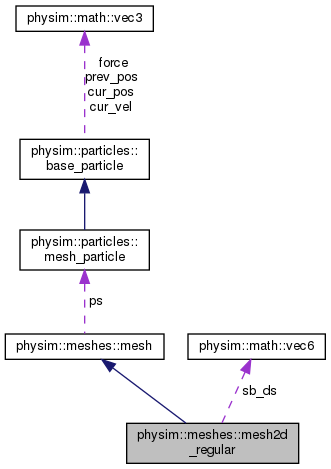 physim::math::vec3
force
prev_pos
cur_pos
cur_vel
physim::particles::
base_particle
physim::particles::
mesh_particle
ps
physim::meshes::mesh
physim::math::vec6
sb_ds
physim::meshes::mesh2d
_regular